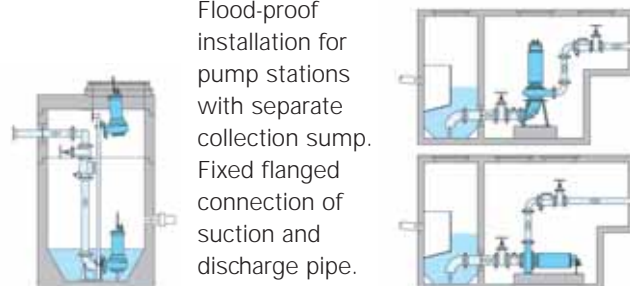 Flood-proof
installation for
pump stations
with separate
collection sump.
Fixed flanged
connection of
suction and
discharge pipe.